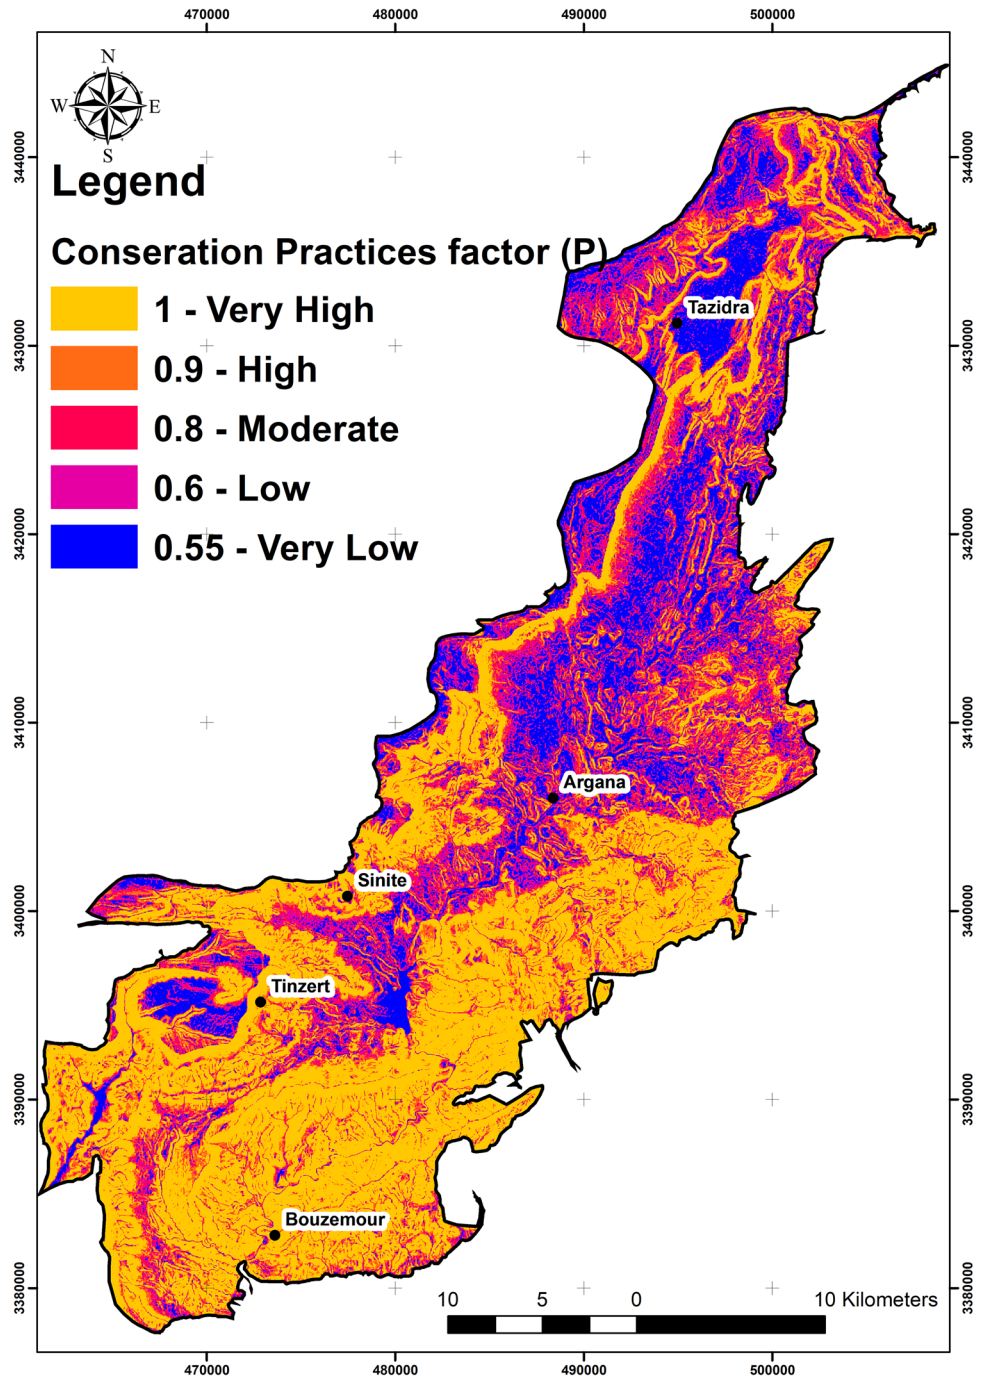 470000 480000 490000 500000
N
W E
S
Legend
Conseration Practices factor (P)
1 - Very High
0.9 - High
0.8 - Moderate
0.6 - Low
0.55 - Very Low
3440000 3440000
3430000 3430000
3420000 3420000
3410000 3410000
3400000 3400000
3390000 3390000
3380000 3380000
Tazidra
Argana
Sinite
Tinzert
Bouzemour
10 5 0 10 Kilometers
470000 480000 490000 500000